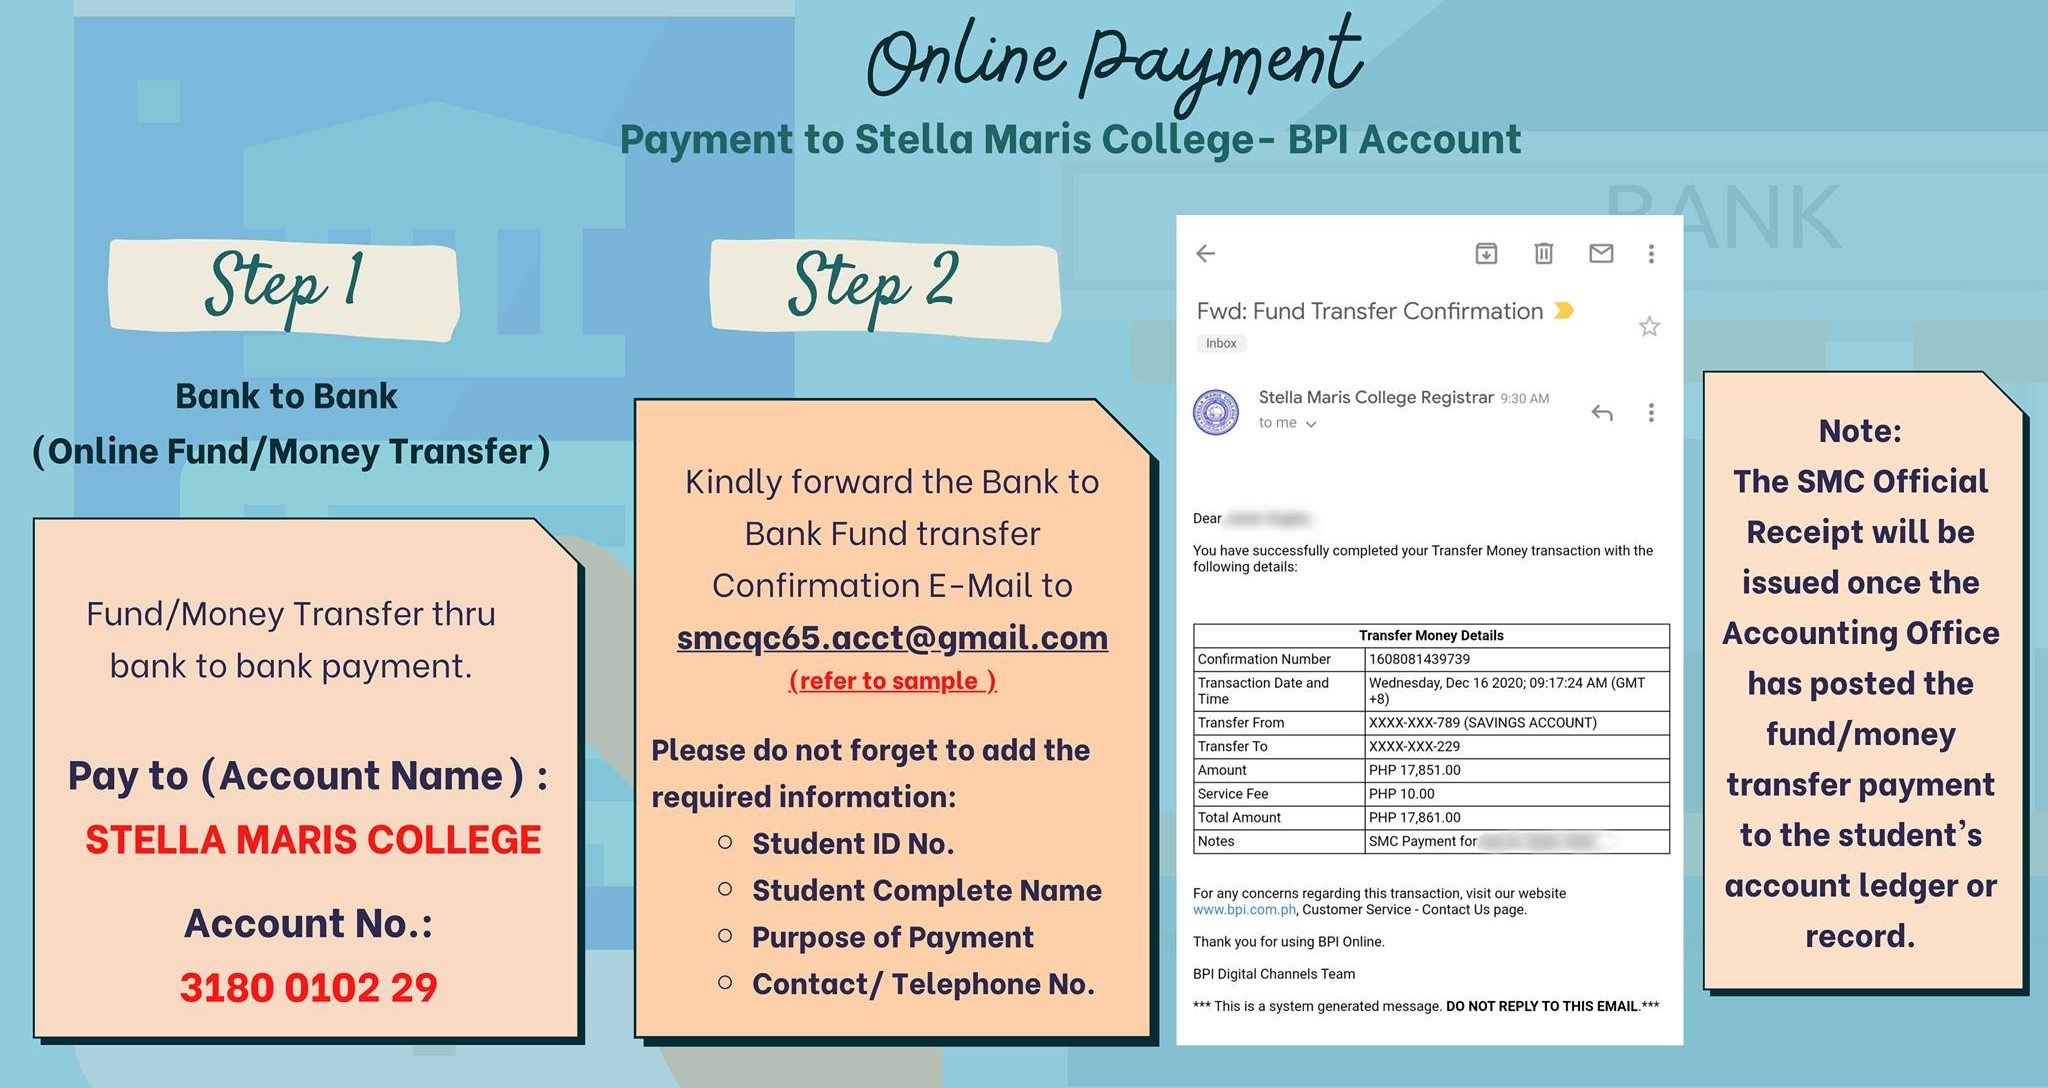 Online Payment
Payment to Stella Maris College- BPI Account
BANK
Step 1
Bank to Bank
(Online Fund/Money Transfer)
Fund/Money Transfer thru
bank to bank payment.
Pay to (Account Name) :
STELLA MARIS COLLEGE
Account No.:
3180 0102 29
Step 2
Kindly forward the Bank to
Bank Fund transfer
Confirmation E-Mail to
smcqc65.acct@gmail.com
(refer to sample )
Please do not forget to add the
required information:
Student ID No.
Student Complete Name
Purpose of Payment
Contact/ Telephone No.
Fwd: Fund Transfer Confirmation
Inbox
Stella Maris College Registrar 9:30 AM
to me
Dear
You have successfully completed your Transfer Money transaction with the
following details:
Transfer Money Details
Confirmation Number 1608081439739
Transaction Date and Time Wednesday, Dec 16 2020; 09:17:24 AM (GMT +8)
Transfer From XXXX-XXX-789 (SAVINGS ACCOUNT)
Transfer To XXXX-XXX-229
Amount PHP 17,851.00
Service Fee PHP 10.00
Total Amount PHP 17,861.00
Notes SMC Payment for
For any concerns regarding this transaction, visit our website
www.bpi.com.ph, Customer Service - Contact Us page.
Thank you for using BPI Online.
BPI Digital Channels Team
*** This is a system generated message. DO NOT REPLY TO THIS EMAIL.***
Note:
The SMC Official
Receipt will be
issued once the
Accounting Office
has posted the
fund/money
transfer payment
to the student's
account ledger or
record.